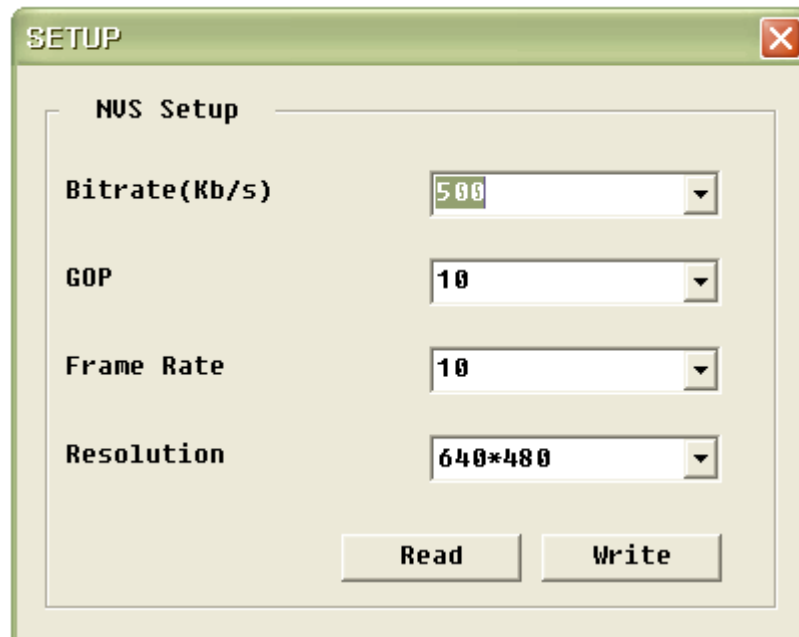 SETUP
NVS Setup
Bitrate(Kb/s) 500
GOP 10
Frame Rate 10
Resolution 640*480
Read Write